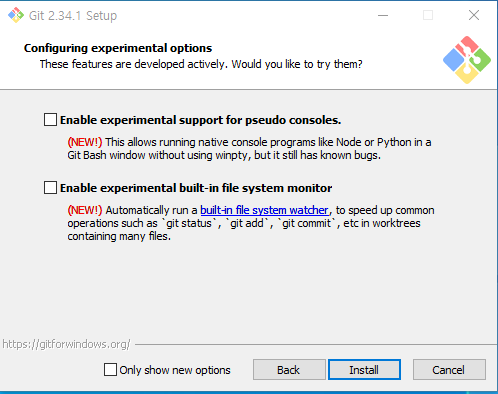 Git 2.34.1 Setup
Configuring experimental options
These features are developed actively. Would you like to try them?
Enable experimental support for pseudo consoles.
(NEW!) This allows running native console programs like Node or Python in a
Git Bash window without using winpty, but it still has known bugs.
Enable experimental built-in file system monitor
(NEW!) Automatically run a built-in file system watcher, to speed up common
operations such as `git status`, `git add`, `git commit`, etc in worktrees
containing many files.
https://gitforwindows.org/
Only show new options
Back
Install
Cancel